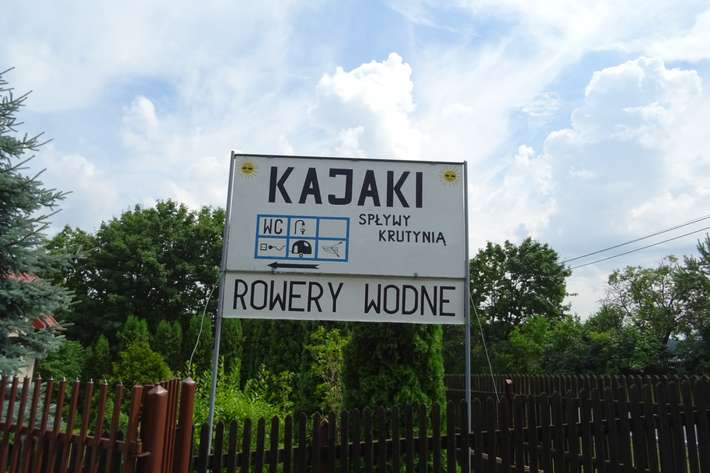 KAJAKI
SPŁYWY
KRUTYNIĄ
WC
ROWERY WODNE